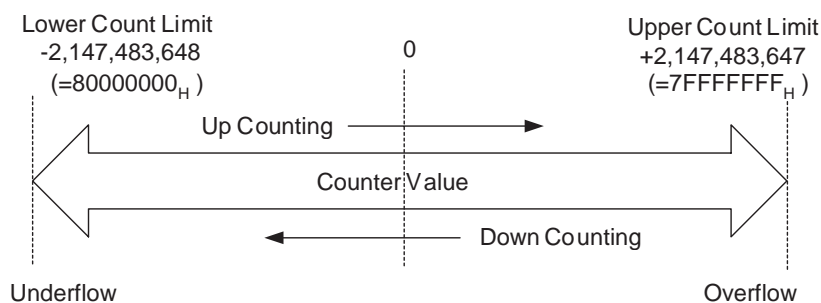 Lower Count Limit
-2,147,483,648
(=80000000H )
0
Upper Count Limit
+2,147,483,647
(=7FFFFFFFH )
Up Counting
Counter Value
Down Counting
Underflow
Overflow